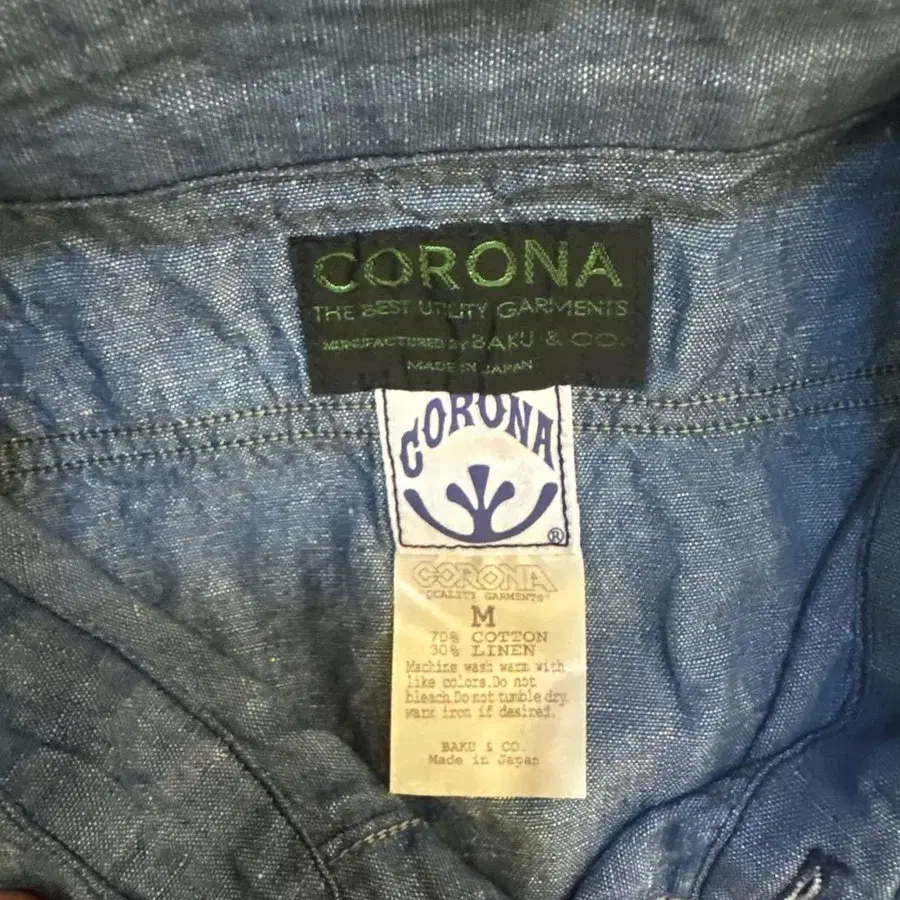 CORONA
THE BEST UTILITY GARMENTS
MUNUFACTURED BY BAKU & CO.
MADE IN JAPAN
CORONA
®
CORONA
"QUALITY GARMENTS"
M
70% COTTON
30% LINEN
Machine wash warm with
like colors.Do not
bleach.Do not tumble dry.
warm iron if desired.
BAKU & CO.
Made in Japan